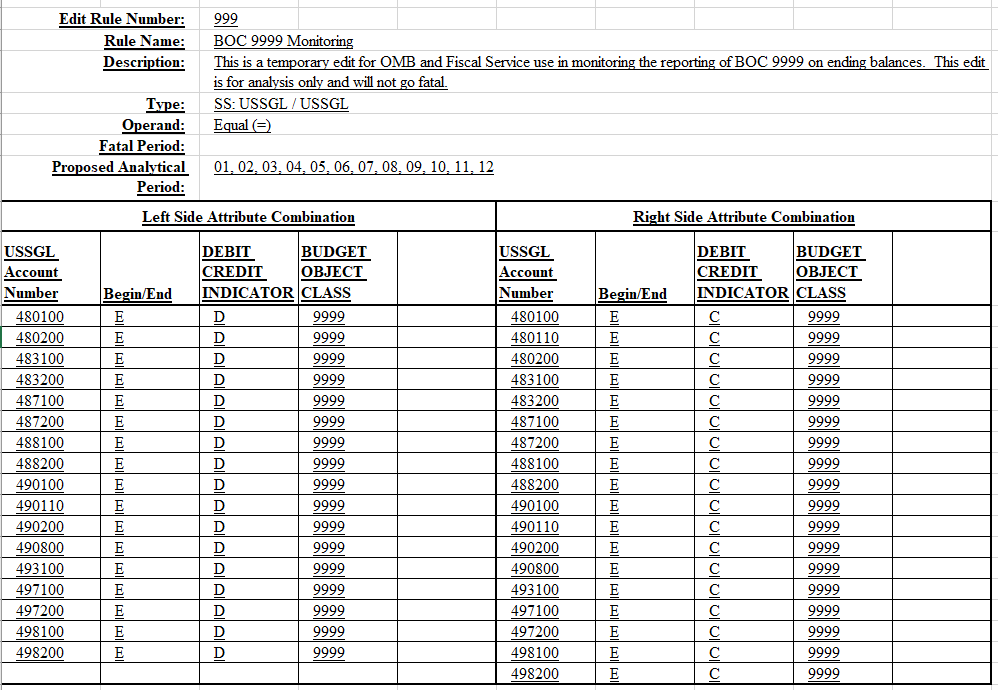 Edit Rule Number: 999
Rule Name: BOC 9999 Monitoring
Description: This is a temporary edit for OMB and Fiscal Service use in monitoring the reporting of BOC 9999 on ending balances.  This edit
is for analysis only and will not go fatal.
Type: SS: USSGL / USSGL
Operand: Equal (=)
Fatal Period:
Proposed Analytical 01, 02, 03, 04, 05, 06, 07, 08, 09, 10, 11, 12
Period:
Left Side Attribute Combination Right Side Attribute Combination
USSGL DEBIT BUDGET USSGL DEBIT BUDGET
Account CREDIT OBJECT Account CREDIT OBJECT
Number Begin/End INDICATOR CLASS Number Begin/End INDICATOR CLASS
480100 E D 9999 480100 E C 9999
480200 E D 9999 480110 E C 9999
483100 E D 9999 480200 E C 9999
483200 E D 9999 483100 E C 9999
487100 E D 9999 483200 E C 9999
487200 E D 9999 487100 E C 9999
488100 E D 9999 487200 E C 9999
488200 E D 9999 488100 E C 9999
490100 E D 9999 488200 E C 9999
490110 E D 9999 490100 E C 9999
490200 E D 9999 490110 E C 9999
490800 E D 9999 490200 E C 9999
493100 E D 9999 490800 E C 9999
497100 E D 9999 493100 E C 9999
497200 E D 9999 497100 E C 9999
498100 E D 9999 497200 E C 9999
498200 E D 9999 498100 E C 9999
498200 E C 9999